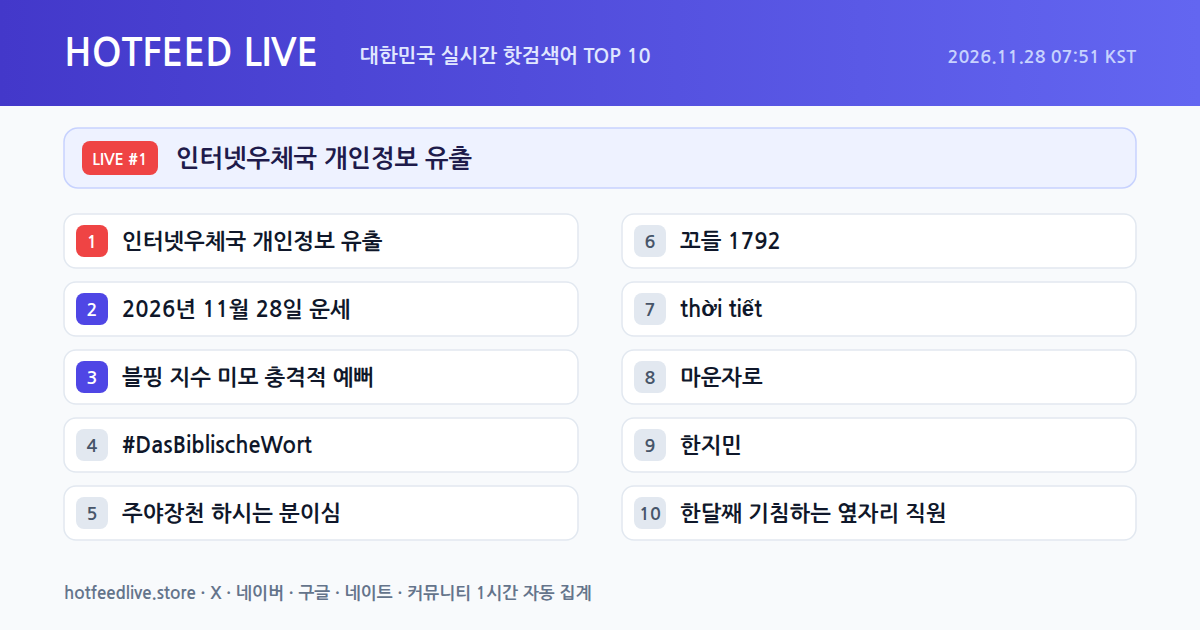 HOTFEED LIVE 대한민국 실시간 핫검색어 TOP 10 2026.11.28 07:51 KST
LIVE #1 인터넷우체국 개인정보 유출
1 인터넷우체국 개인정보 유출
2 2026년 11월 28일 운세
3 블핑 지수 미모 충격적 예뻐
4 #DasBiblischeWort
5 주야장천 하시는 분이심
6 꼬들 1792
7 thời tiết
8 마운자로
9 한지민
10 한달째 기침하는 옆자리 직원
hotfeedlive.store · X · 네이버 · 구글 · 네이트 · 커뮤니티 1시간 자동 집계